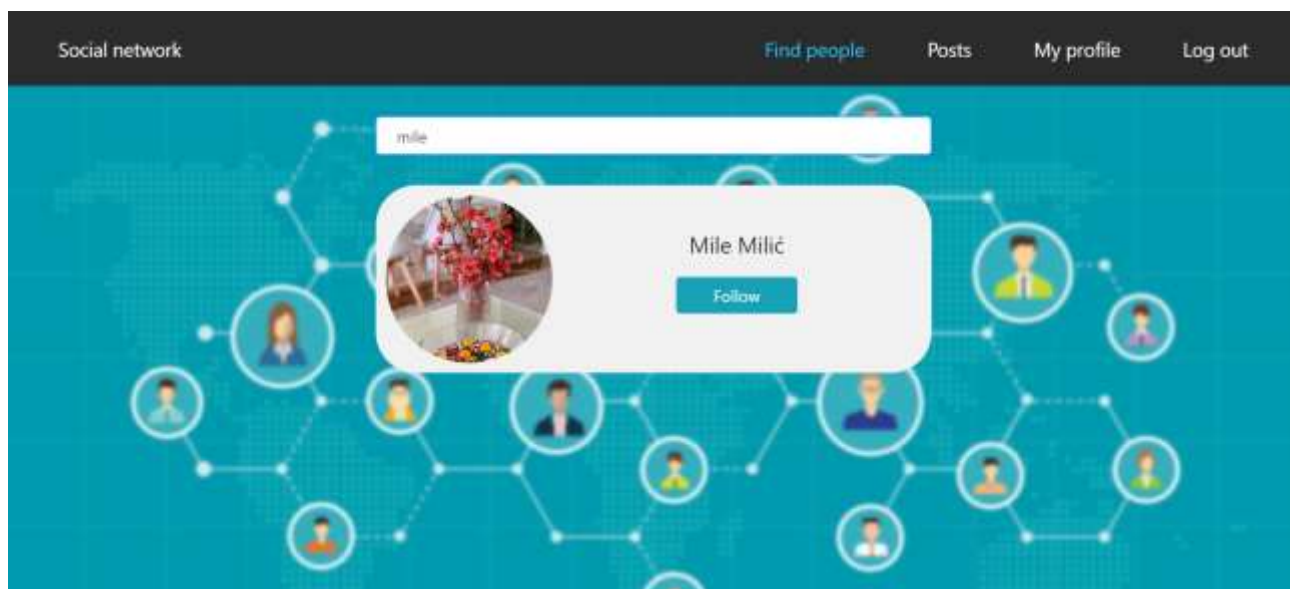 Social network
Find people
Posts
My profile
Log out
mile
Mile Milić
Follow